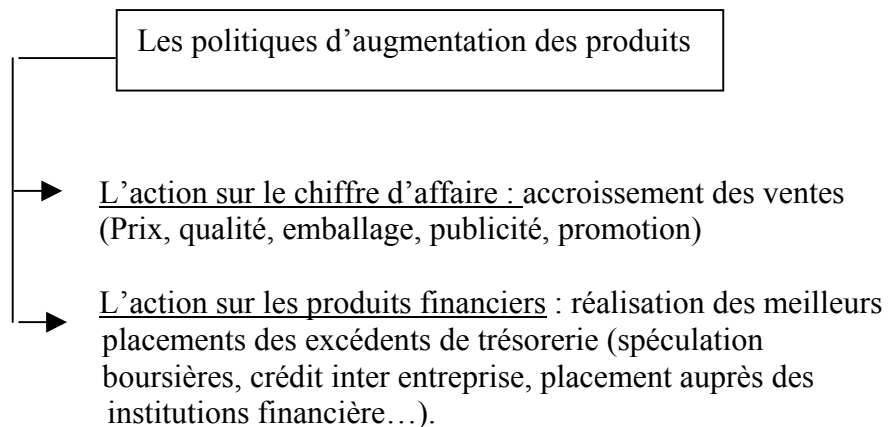 Les politiques d’augmentation des produits
L’action sur le chiffre d’affaire : accroissement des ventes
(Prix, qualité, emballage, publicité, promotion)
L’action sur les produits financiers : réalisation des meilleurs
placements des excédents de trésorerie (spéculation
boursières, crédit inter entreprise, placement auprès des
institutions financière…).